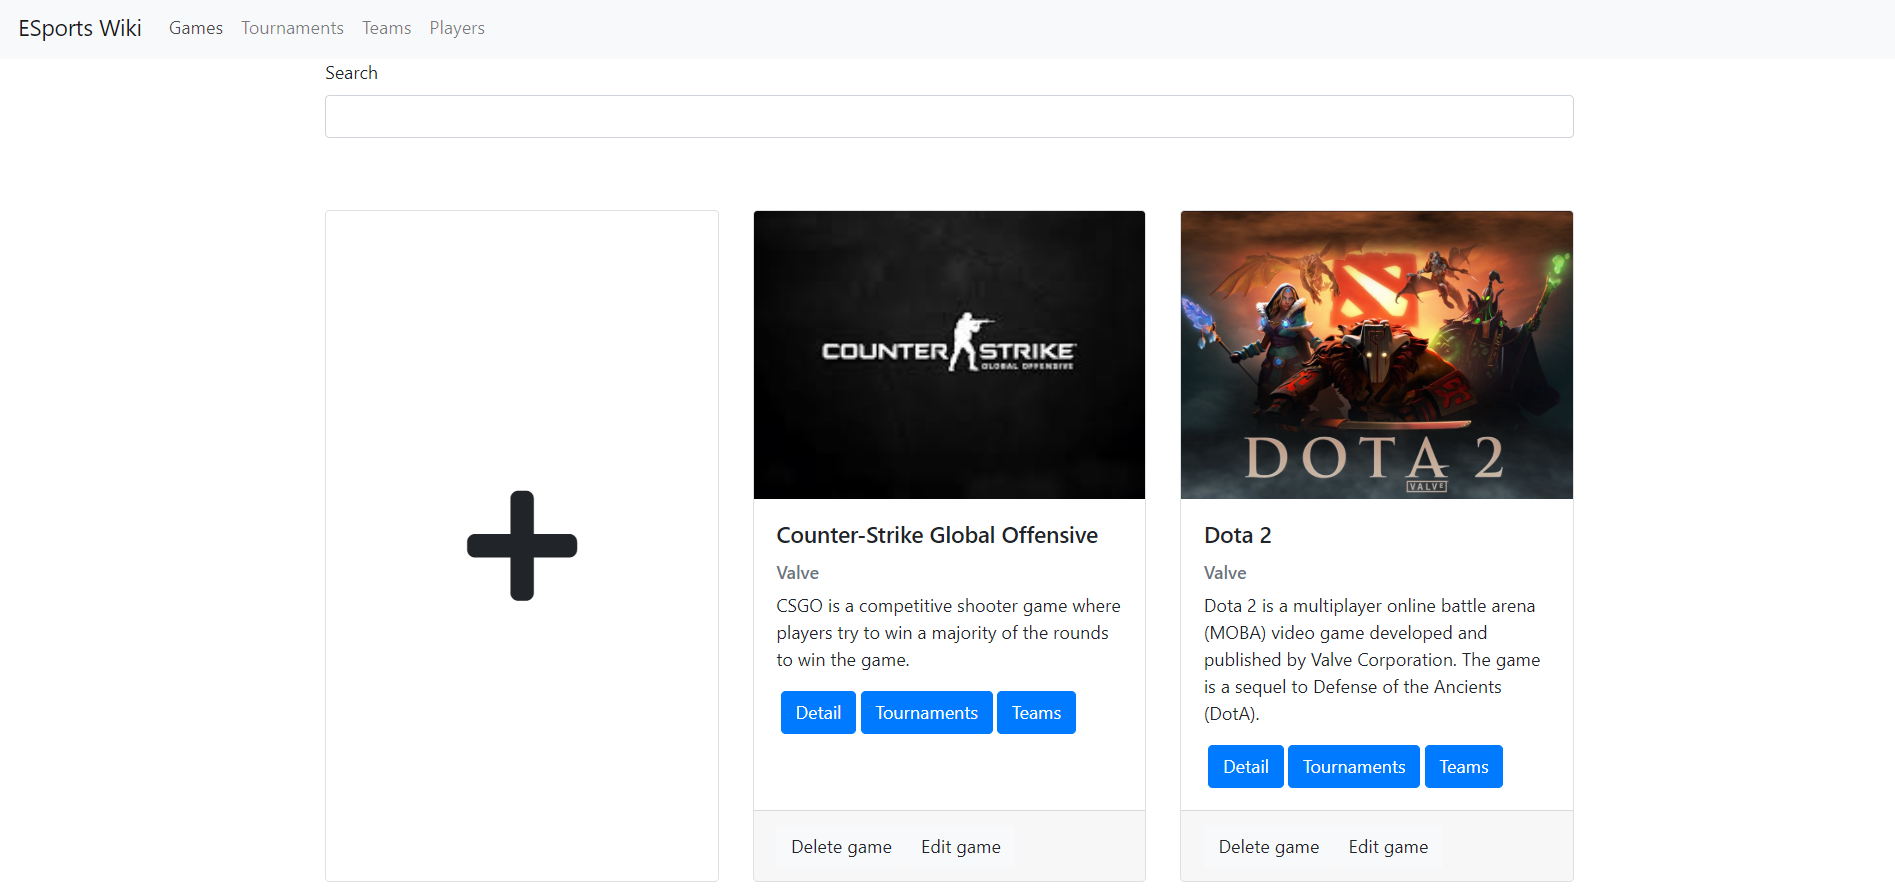 ESports Wiki Games Tournaments Teams Players
Search
COUNTER STRIKE
GLOBAL OFFENSIVE
DOTA 2
VALVE
Counter-Strike Global Offensive
Valve
CSGO is a competitive shooter game where
players try to win a majority of the rounds
to win the game.
Detail Tournaments Teams
Delete game Edit game
Dota 2
Valve
Dota 2 is a multiplayer online battle arena
(MOBA) video game developed and
published by Valve Corporation. The game
is a sequel to Defense of the Ancients
(DotA).
Detail Tournaments Teams
Delete game Edit game